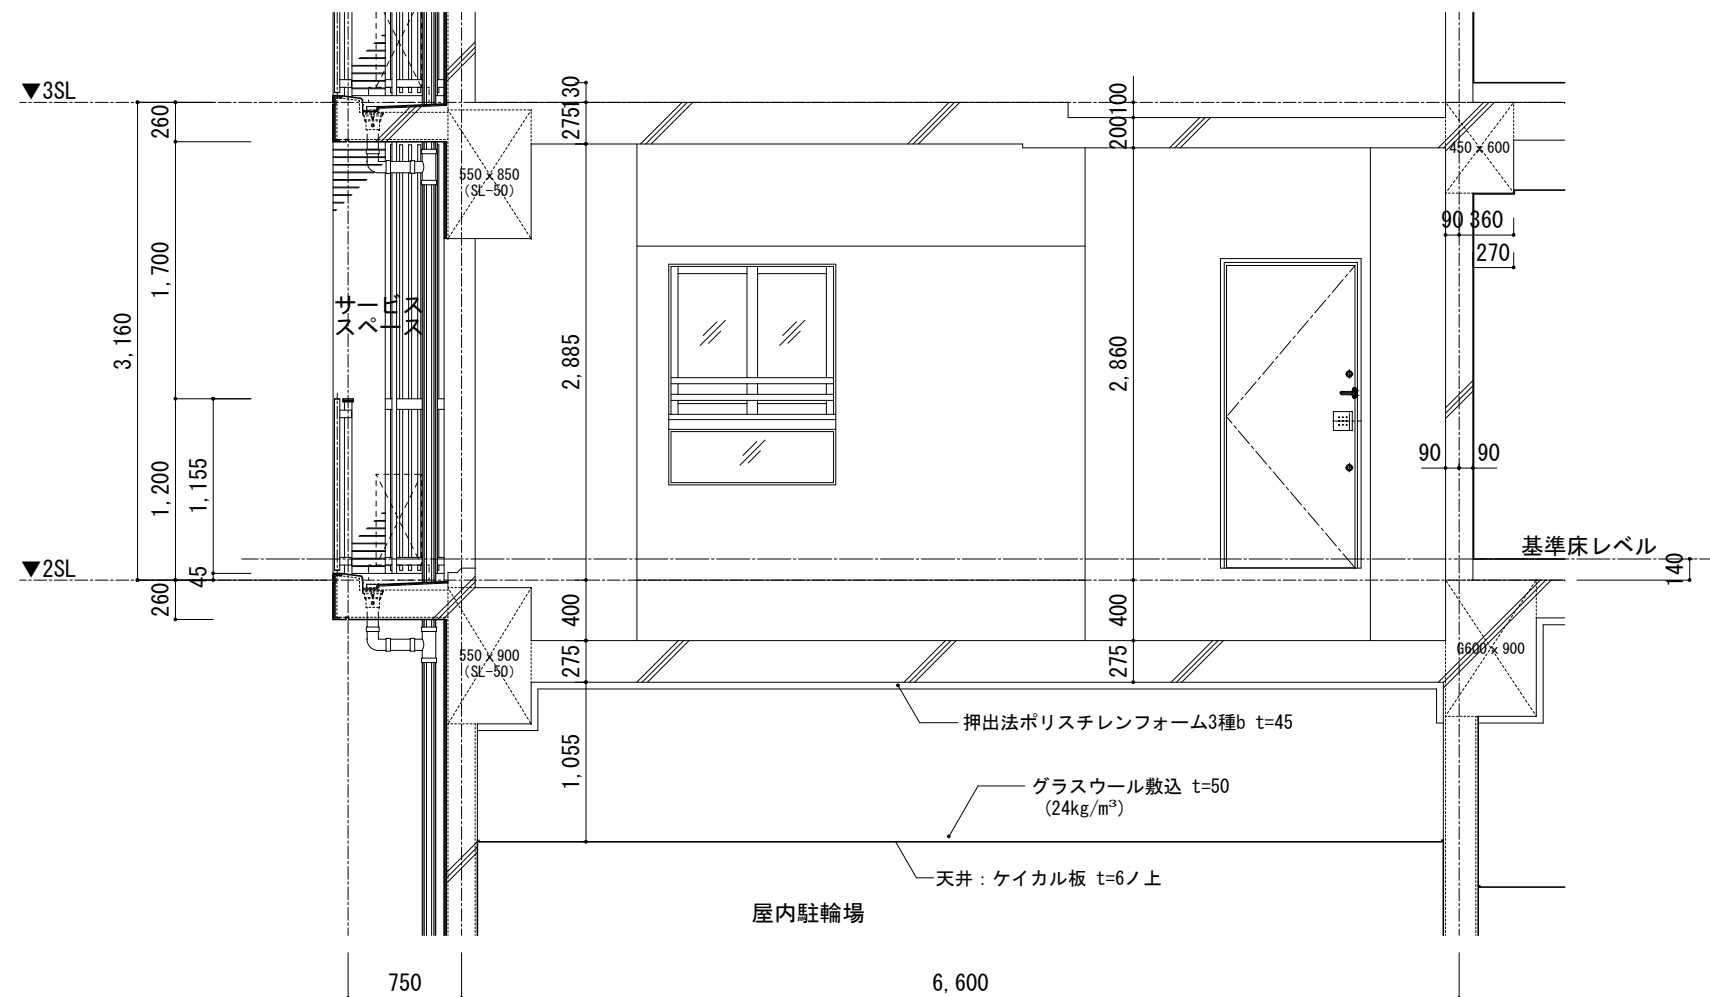 ▼3SL
260
1,700
3,160
1,200
1,155
45
260
▼2SL
サービス
スペース
550 x 850
(SL-50)
550 x 900
(SL-50)
130
275
2,885
400
275
1,055
100
200
2,860
400
275
450 x 600
90
360
270
90
90
基準床レベル
140
G600 x 900
押出法ポリスチレンフォーム3種b t=45
グラスウール敷込 t=50
(24kg/m³)
天井：ケイカル板 t=6ノ上
屋内駐輪場
750
6,600